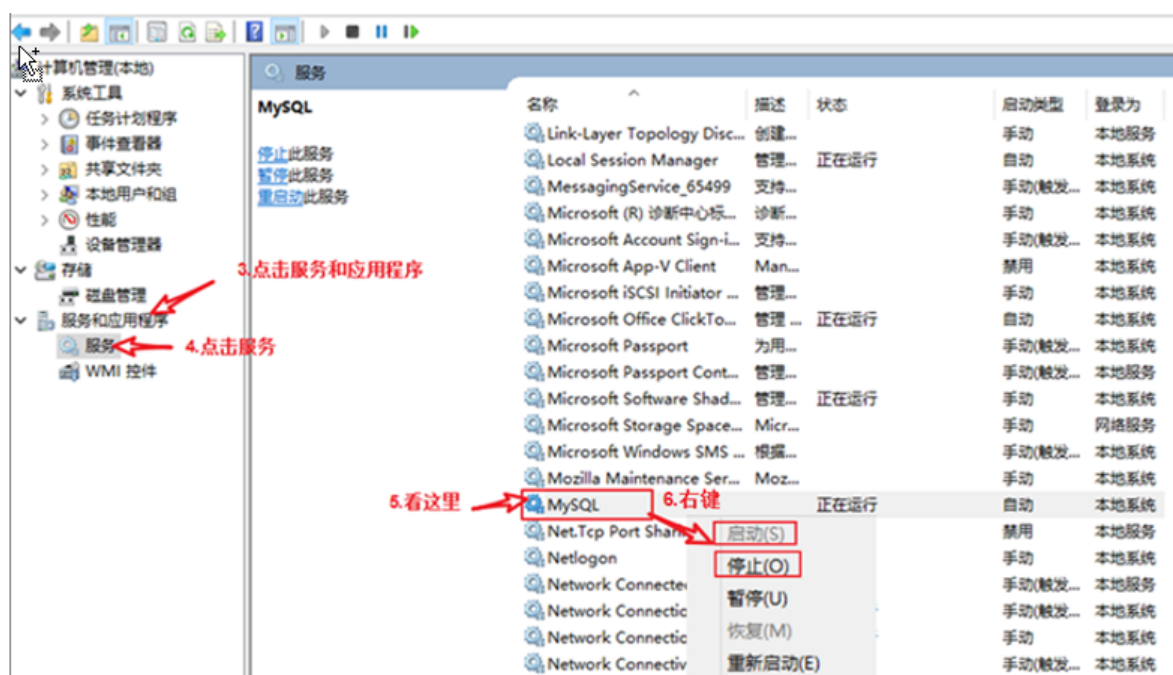 计算机管理(本地)
系统工具
任务计划程序
事件查看器
共享文件夹
本地用户和组
性能
设备管理器
存储
磁盘管理
服务和应用程序
服务
WMI 控件
3.点击服务和应用程序
4.点击服务
服务
MySQL
停止此服务
暂停此服务
重启动此服务
名称 描述 状态 启动类型 登录为
Link-Layer Topology Disc... 创建... 手动 本地服务
Local Session Manager 管理... 正在运行 自动 本地系统
MessagingService_65499 支持... 手动(触发... 本地系统
Microsoft (R) 诊断中心标... 诊断... 手动 本地系统
Microsoft Account Sign-i... 支持... 手动(触发... 本地系统
Microsoft App-V Client Man... 禁用 本地系统
Microsoft iSCSI Initiator ... 管理... 手动 本地系统
Microsoft Office ClickTo... 管理 ... 正在运行 自动 本地系统
Microsoft Passport 为用... 手动(触发... 本地系统
Microsoft Passport Cont... 管理... 手动(触发... 本地服务
Microsoft Software Shad... 管理... 正在运行 手动 本地系统
Microsoft Storage Space... Micr... 手动 网络服务
Microsoft Windows SMS ... 根据... 手动(触发... 本地系统
Mozilla Maintenance Ser... Moz... 手动 本地系统
5.看这里 MySQL 6.右键 正在运行 自动 本地系统
Net.Tcp Port Shari 禁用 本地服务
Netlogon 手动 本地系统
Network Connecte 手动(触发... 本地服务
Network Connectic 手动(触发... 本地系统
Network Connectic 手动 本地系统
Network Connectiv 手动(触发... 本地系统
启动(S)
停止(O)
暂停(U)
恢复(M)
重新启动(E)